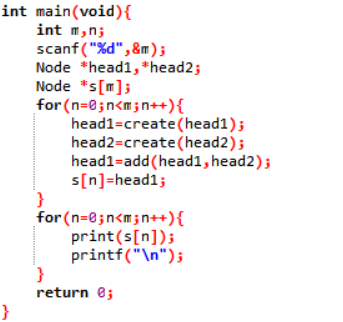 int main(void){
    int m,n;
    scanf("%d",&m);
    Node *head1,*head2;
    Node *s[m];
    for(n=0;n<m;n++){
        head1=create(head1);
        head2=create(head2);
        head1=add(head1,head2);
        s[n]=head1;
    }
    for(n=0;n<m;n++){
        print(s[n]);
        printf("\n");
    }
    return 0;
}